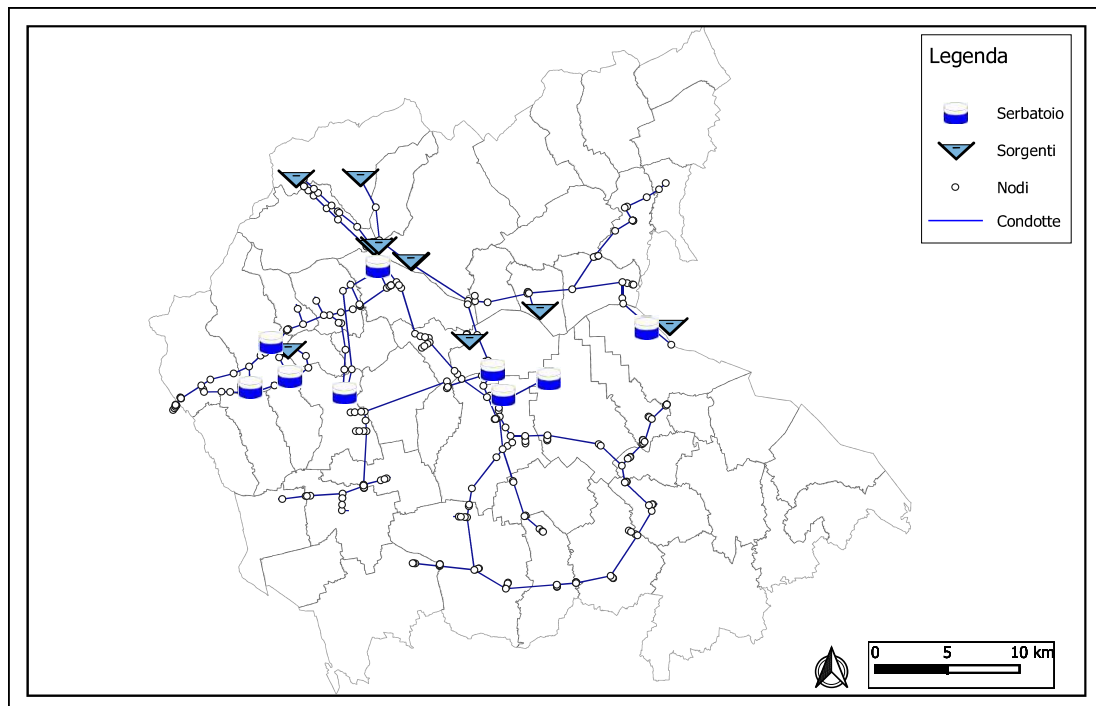 Legenda
Serbatoio
Sorgenti
Nodi
Condotte
0 5 10 km